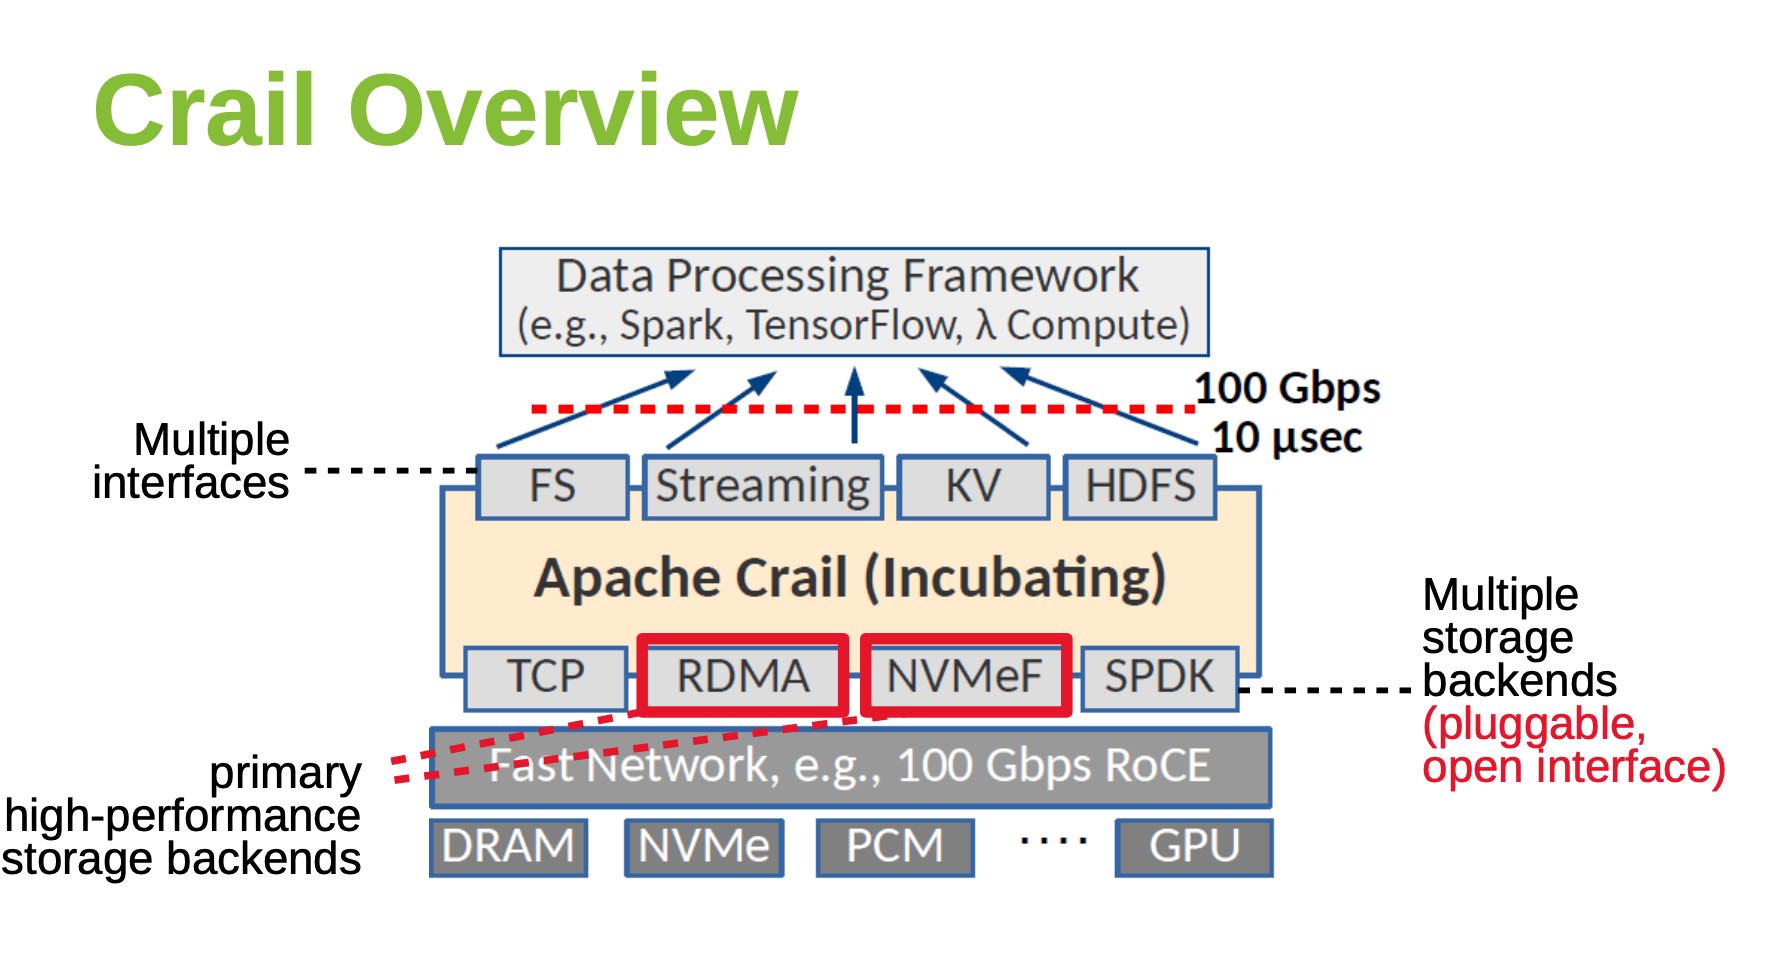 Crail Overview
Data Processing Framework
(e.g., Spark, TensorFlow, λ Compute)
100 Gbps
10 µsec
Multiple
interfaces
FS
Streaming
KV
HDFS
Apache Crail (Incubating)
TCP
RDMA
NVMeF
SPDK
Multiple
storage
backends
(pluggable,
open interface)
Fast Network, e.g., 100 Gbps RoCE
primary
high-performance
storage backends
DRAM
NVMe
PCM
....
GPU